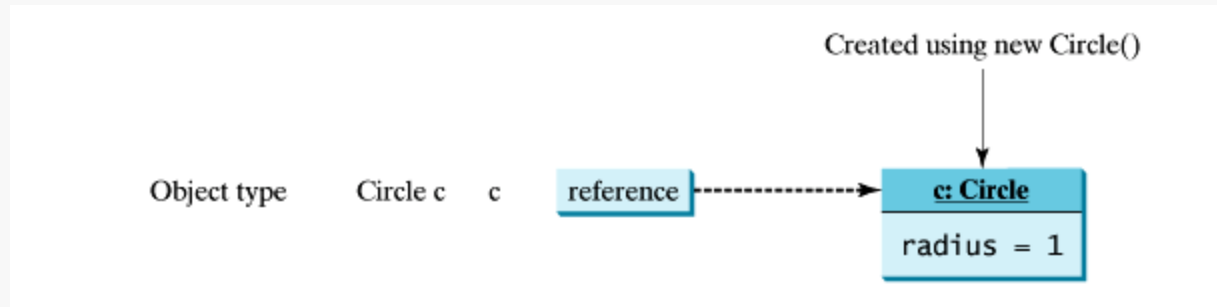 Created using new Circle()
Object type Circle c c reference c: Circle
radius = 1